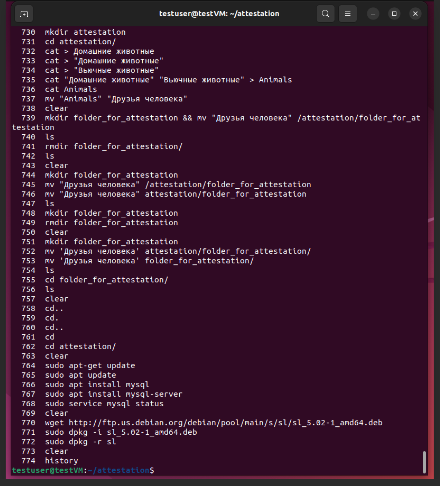 testuser@testVM: ~/attestation
730 mkdir attestation
731 cd attestation/
732 cat > Домашние животные
733 cat > "Домашние животные"
734 cat > "Вьючные животные"
735 cat "Домашние животные" "Вьючные животные" > Animals
736 cat Animals
737 mv "Animals" "Друзья человека"
738 clear
739 mkdir folder_for_attestation && mv "Друзья человека" /attestation/folder_for_at
testation
740 ls
741 rmdir folder_for_attestation/
742 ls
743 clear
744 mkdir folder_for_attestation
745 mv "Друзья человека" /attestation/folder_for_attestation
746 mv "Друзья человека" attestation/folder_for_attestation
747 ls
748 mkdir folder_for_attestation
749 rmdir folder_for_attestation
750 clear
751 mkdir folder_for_attestation
752 mv 'Друзья человека' attestation/folder_for_attestation/
753 mv 'Друзья человека' folder_for_attestation/
754 ls
755 cd folder_for_attestation/
756 ls
757 clear
758 cd..
759 cd.
760 cd..
761 cd
762 cd attestation/
763 clear
764 sudo apt-get update
765 sudo apt update
766 sudo apt install mysql
767 sudo apt install mysql-server
768 sudo service mysql status
769 clear
770 wget http://ftp.us.debian.org/debian/pool/main/s/sl/sl_5.02-1_amd64.deb
771 sudo dpkg -i sl_5.02-1_amd64.deb
772 sudo dpkg -r sl
773 clear
774 history
testuser@testVM:~/attestation$